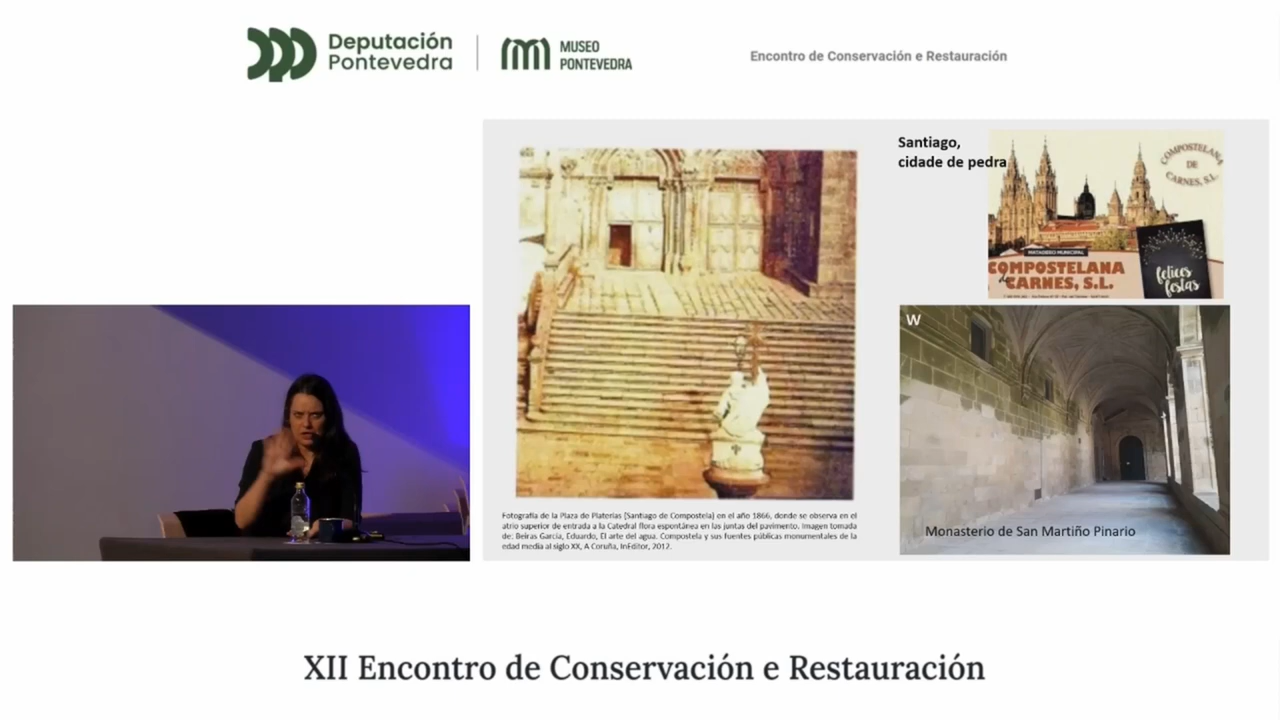 Deputación
Pontevedra
MUSEO
PONTEVEDRA
Encontro de Conservación e Restauración
Santiago,
cidade de pedra
COMPOSTELANA
DE
CARNES, S.L.
MATADERO MUNICIPAL
COMPOSTELANA
de CARNES, S.L.
felices
festas
W
Monasterio de San Martiño Pinario
Fotografía de la Plaza de Platerías (Santiago de Compostela) en el año 1866, donde se observa en el
atrio superior de entrada a la Catedral flora espontánea en las juntas del pavimento. Imagen tomada
de: Beiras García, Eduardo, El arte del agua. Compostela y sus fuentes públicas monumentales de la
edad media al siglo XX, A Coruña, InEditor, 2012.
XII Encontro de Conservación e Restauración